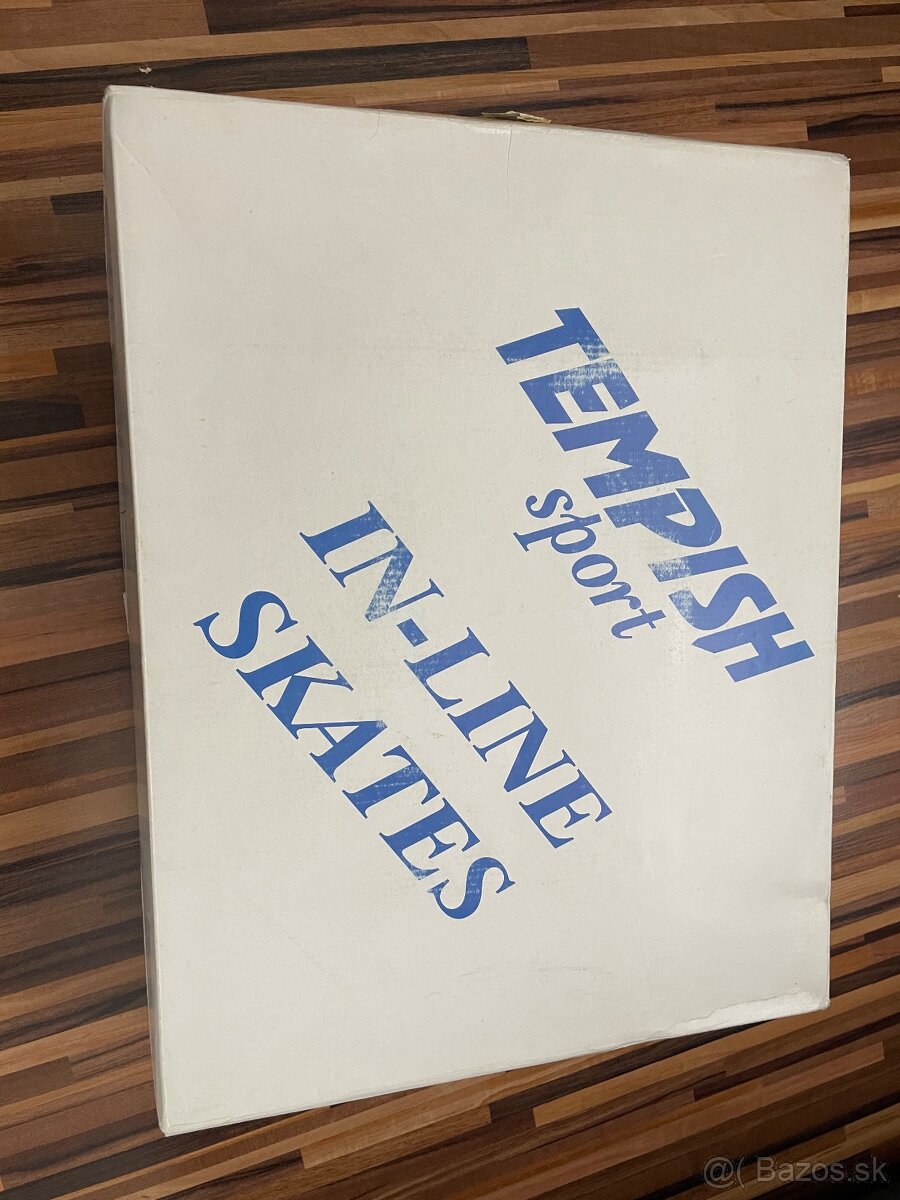 TEMPISH
sport
IN-LINE
SKATES
@( Bazos.sk